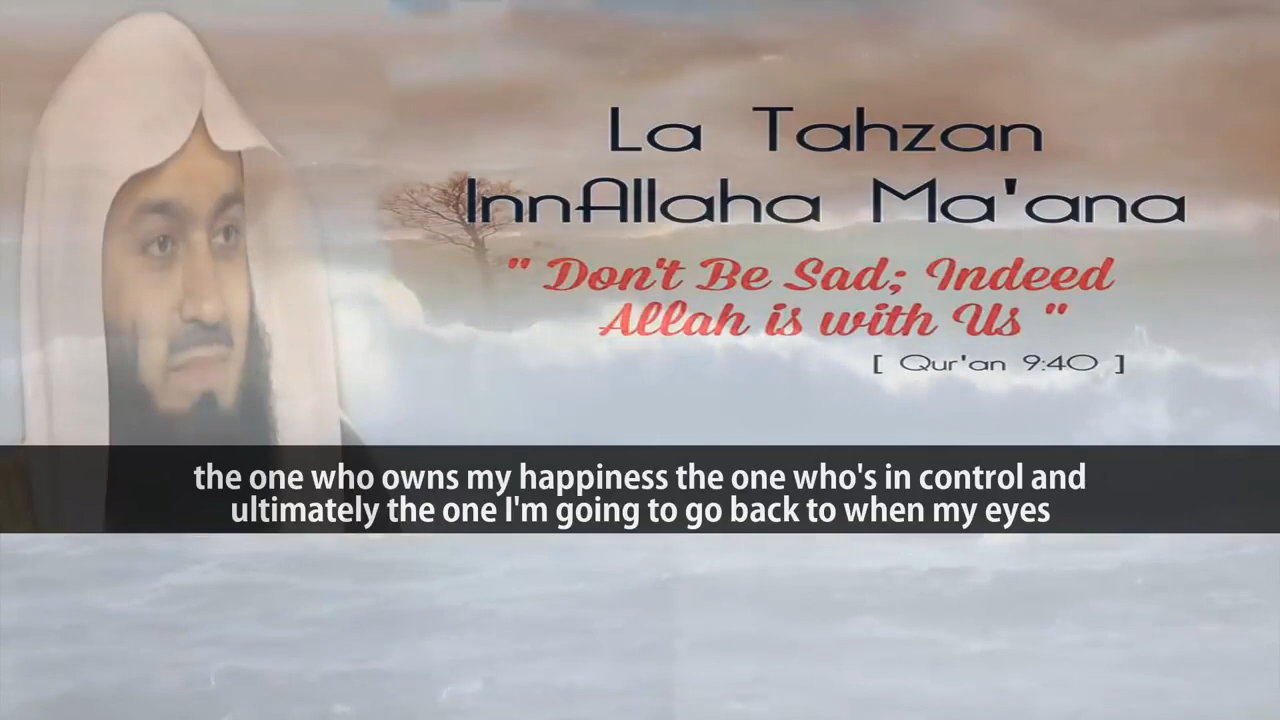 La Tahzan
InnAllaha Ma'ana
" Don't Be Sad; Indeed
Allah is with Us "
[ Qur'an 9:40 ]
the one who owns my happiness the one who's in control and
ultimately the one I'm going to go back to when my eyes